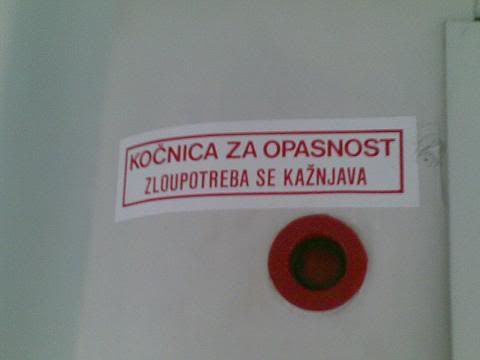 KOČNICA ZA OPASNOST
ZLOUPOTREBA SE KAŽNJAVA